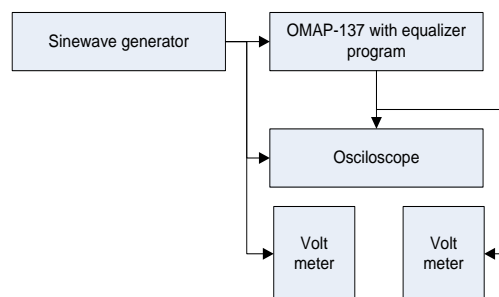 Sinewave generator
OMAP-137 with equalizer
program
Osciloscope
Volt
meter
Volt
meter